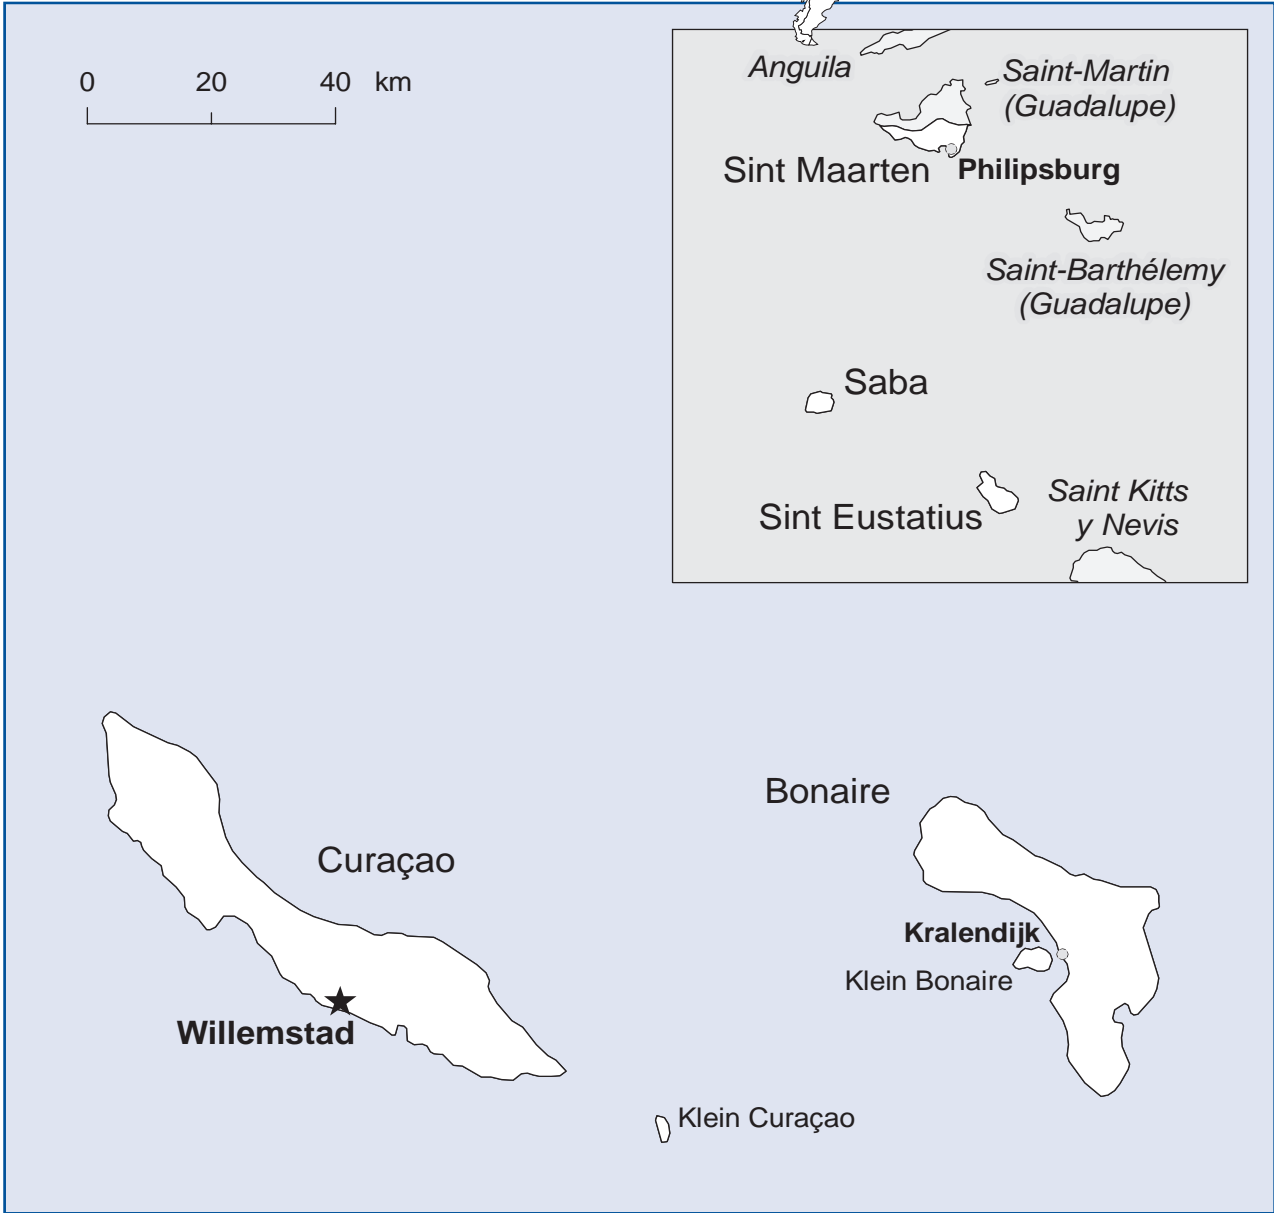 0 20 40 km
Anguila
Saint-Martin
(Guadalupe)
Sint Maarten
Philipsburg
Saint-Barthélemy
(Guadalupe)
Saba
Saint Kitts
y Nevis
Sint Eustatius
Bonaire
Curaçao
Kralendijk
Klein Bonaire
Willemstad
Klein Curaçao